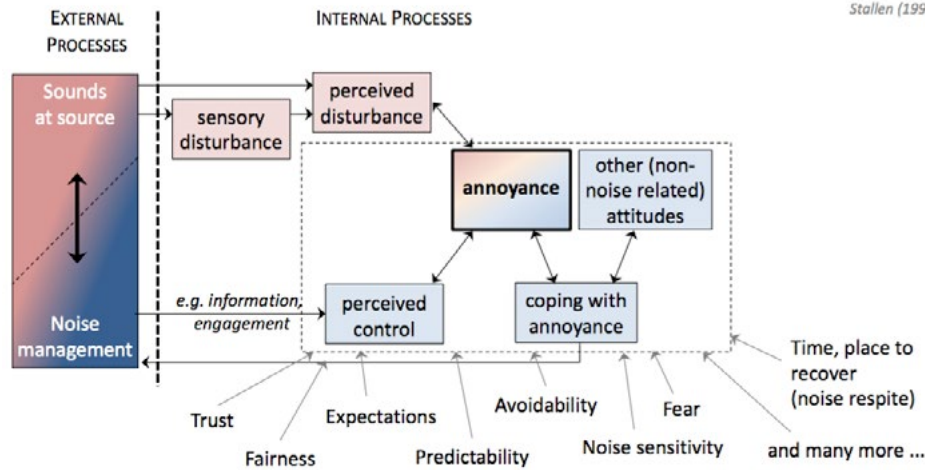 EXTERNAL
PROCESSES
INTERNAL PROCESSES
Stallen (199
Sounds
at source
sensory
disturbance
perceived
disturbance
annoyance
other (non-
noise related)
attitudes
e.g. information,
engagement
perceived
control
coping with
annoyance
Noise
management
Time, place to
recover
(noise respite)
Trust
Expectations
Avoidability
Fear
Fairness
Predictability
Noise sensitivity
and many more ...